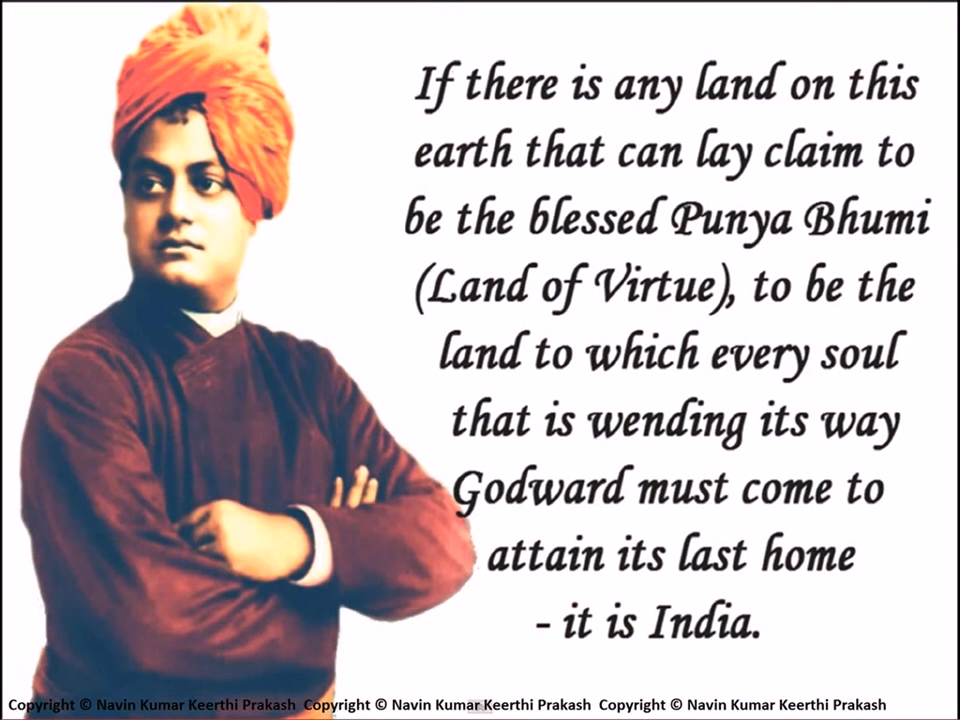 If there is any land on this
earth that can lay claim to
be the blessed Punya Bhumi
(Land of Virtue), to be the
land to which every soul
that is wending its way
Godward must come to
attain its last home
- it is India.
Copyright © Navin Kumar Keerthi Prakash Copyright © Navin Kumar Keerthi Prakash Copyright © Navin Kumar Keerthi Prakash